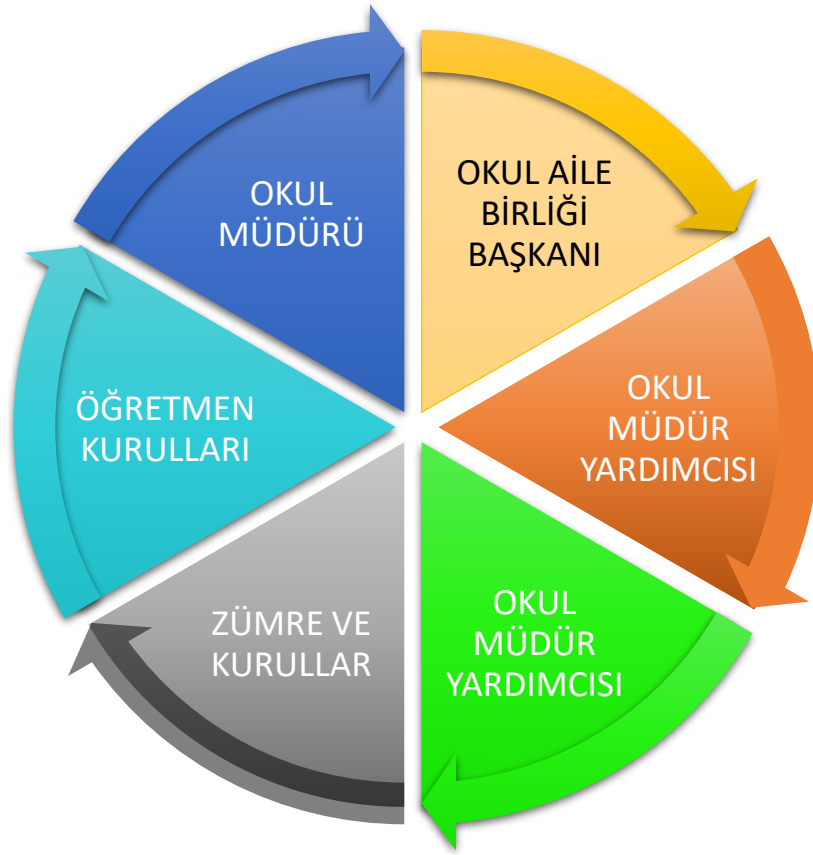 OKUL
MÜDÜRÜ
OKUL AİLE
BİRLİĞİ
BAŞKANI
OKUL
MÜDÜR
YARDIMCISI
OKUL
MÜDÜR
YARDIMCISI
ZÜMRE VE
KURULLAR
ÖĞRETMEN
KURULLARI